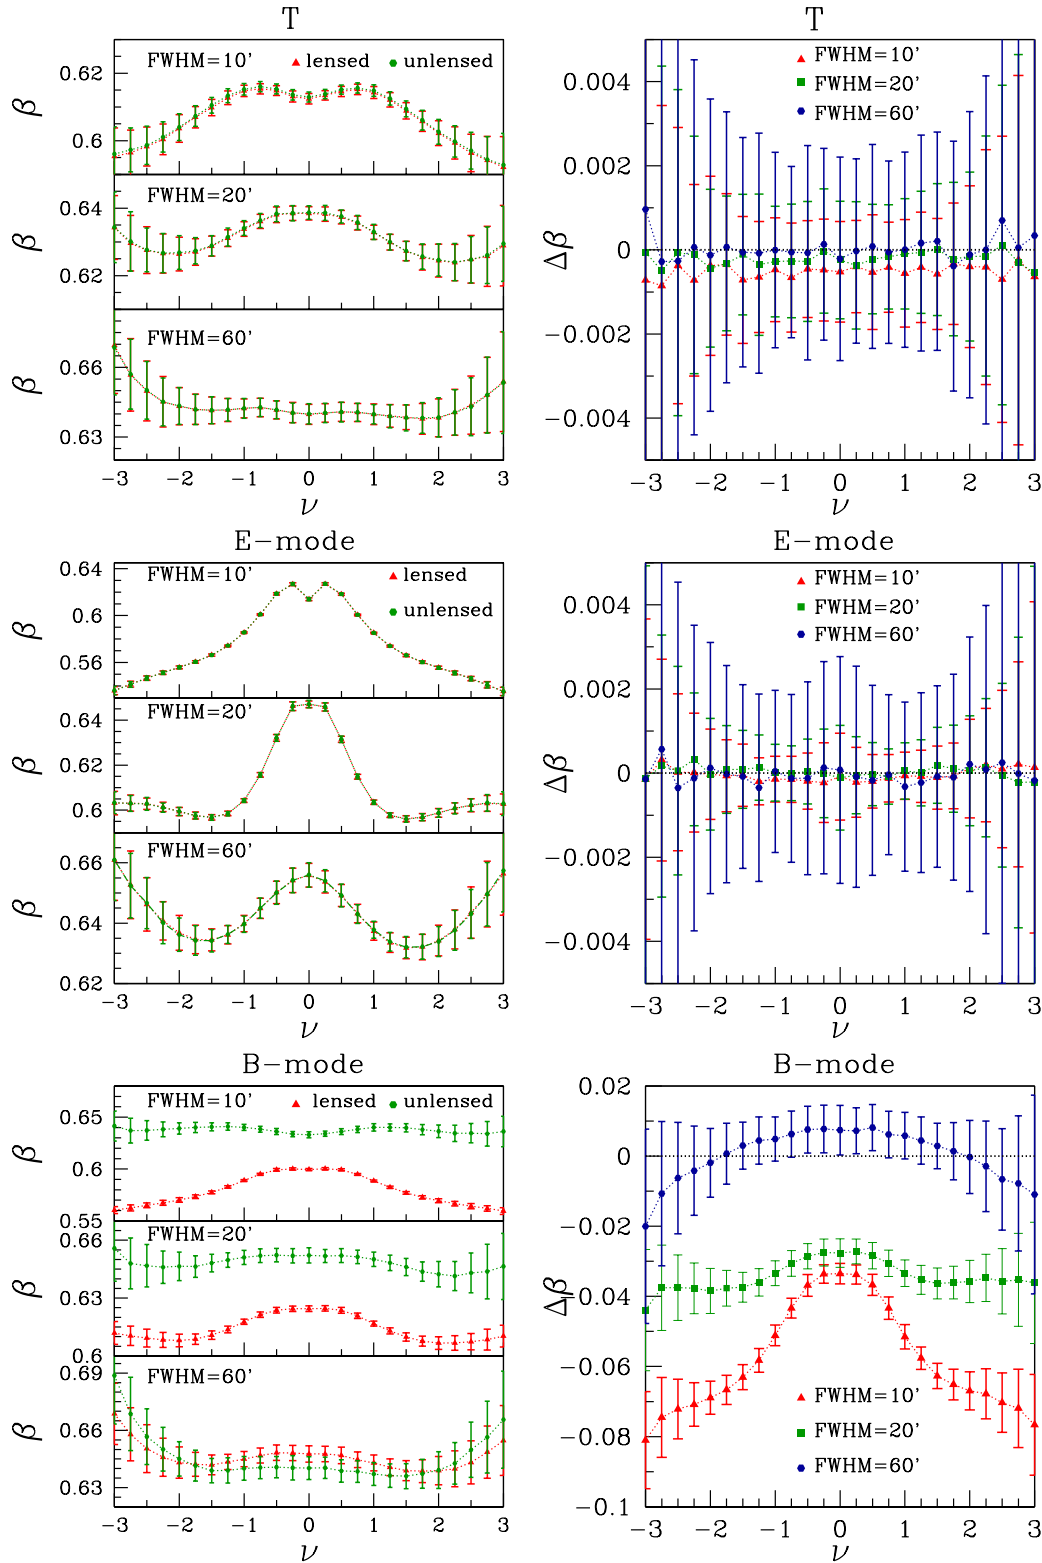 T
FWHM=10' lensed unlensed
0.62
β
0.6
FWHM=20'
0.64
β
0.62
FWHM=60'
0.66
β
0.63
−3 −2 −1 0 1 2 3
ν
T
FWHM=10'
FWHM=20'
FWHM=60'
0.004
0.002
0
Δβ
−0.002
−0.004
−3 −2 −1 0 1 2 3
ν
E−mode
0.64
FWHM=10' lensed
unlensed
0.6
β
0.56
FWHM=20'
0.64
β
0.62
0.6
FWHM=60'
0.66
β
0.64
0.62
−3 −2 −1 0 1 2 3
ν
E−mode
FWHM=10'
FWHM=20'
FWHM=60'
0.004
0.002
0
Δβ
−0.002
−0.004
−3 −2 −1 0 1 2 3
ν
B−mode
FWHM=10' lensed unlensed
0.65
β
0.6
0.55
FWHM=20'
0.66
β
0.63
0.6
FWHM=60'
0.69
β
0.66
0.63
−3 −2 −1 0 1 2 3
ν
B−mode
0.02
0
−0.02
Δβ
−0.04
−0.06
FWHM=10'
FWHM=20'
−0.08
FWHM=60'
−0.1
−3 −2 −1 0 1 2 3
ν